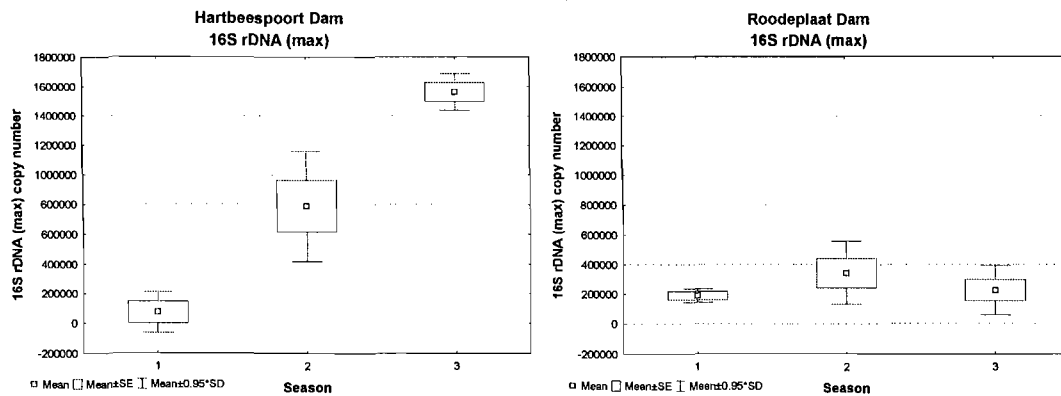 Hartbeespoort Dam
16S rDNA (max)
16S rDNA (max) copy number
1800000
1600000
1400000
1200000
1000000
800000
600000
400000
200000
0
-200000
1 2 3
Season
Mean Mean±SE Mean±0.95*SD
Roodeplaat Dam
16S rDNA (max)
16S rDNA (max) copy number
1800000
1600000
1400000
1200000
1000000
800000
600000
400000
200000
0
-200000
1 2 3
Season
Mean Mean±SE Mean±0.95*SD